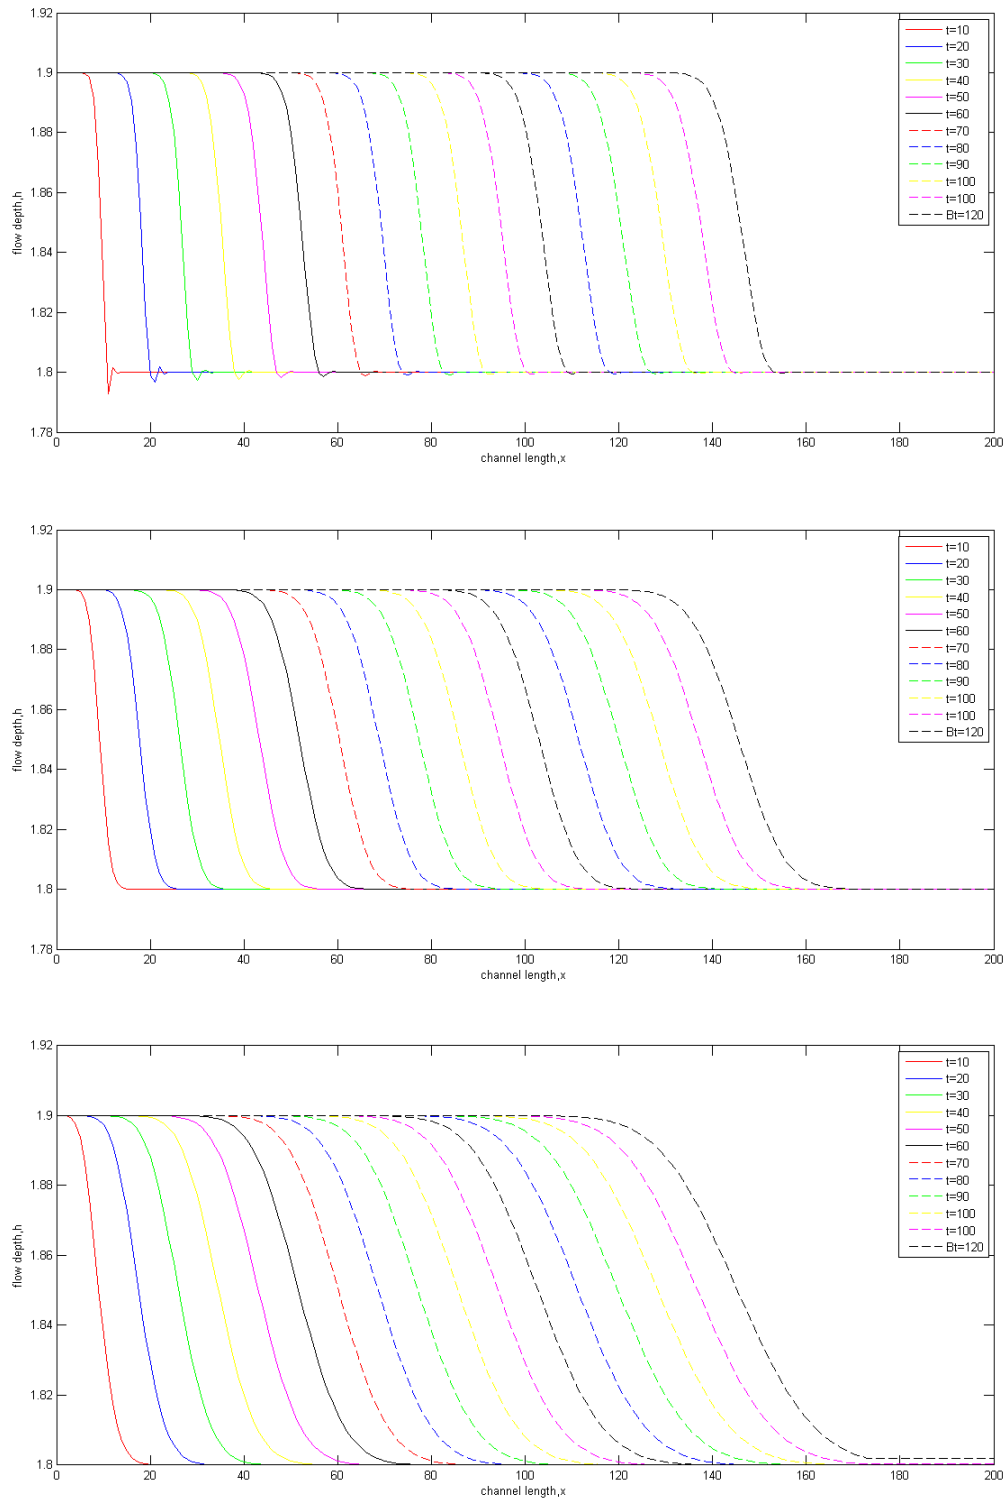 1.92
1.9
1.88
1.86
1.84
1.82
1.8
1.78
flow depth,h
0 20 40 60 80 100 120 140 160 180 200
channel length,x
t=10
t=20
t=30
t=40
t=50
t=60
t=70
t=80
t=90
t=100
t=100
Bt=120
1.92
1.9
1.88
1.86
1.84
1.82
1.8
1.78
flow depth,h
0 20 40 60 80 100 120 140 160 180 200
channel length,x
t=10
t=20
t=30
t=40
t=50
t=60
t=70
t=80
t=90
t=100
t=100
Bt=120
1.92
1.9
1.88
1.86
1.84
1.82
1.8
flow depth,h
0 20 40 60 80 100 120 140 160 180 200
channel length,x
t=10
t=20
t=30
t=40
t=50
t=60
t=70
t=80
t=90
t=100
t=100
Bt=120